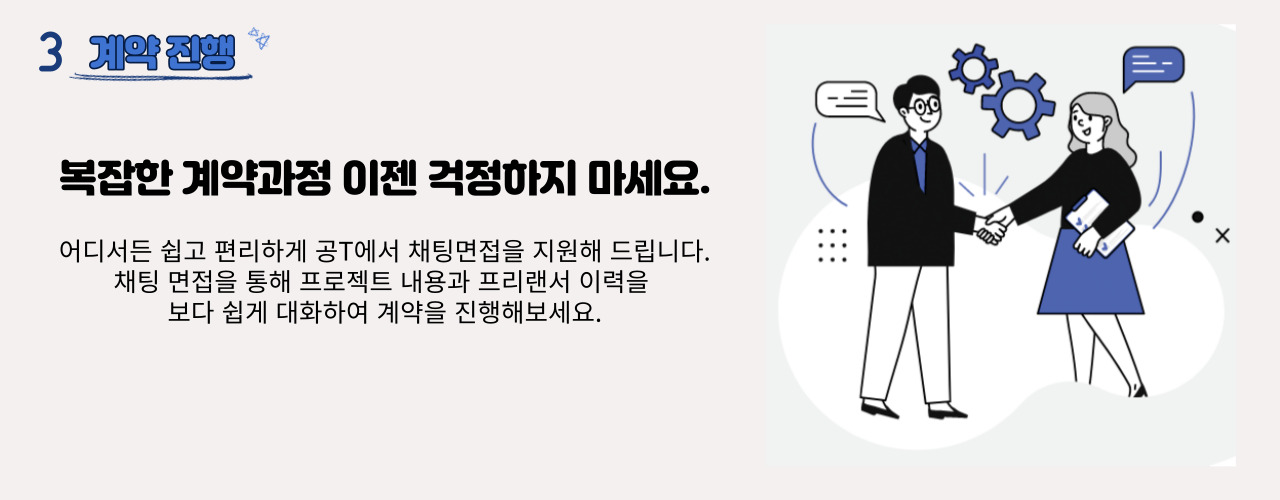 3 계약 진행
복잡한 계약과정 이젠 걱정하지 마세요.
어디서든 쉽고 편리하게 공T에서 채팅면접을 지원해 드립니다.
채팅 면접을 통해 프로젝트 내용과 프리랜서 이력을
보다 쉽게 대화하여 계약을 진행해보세요.